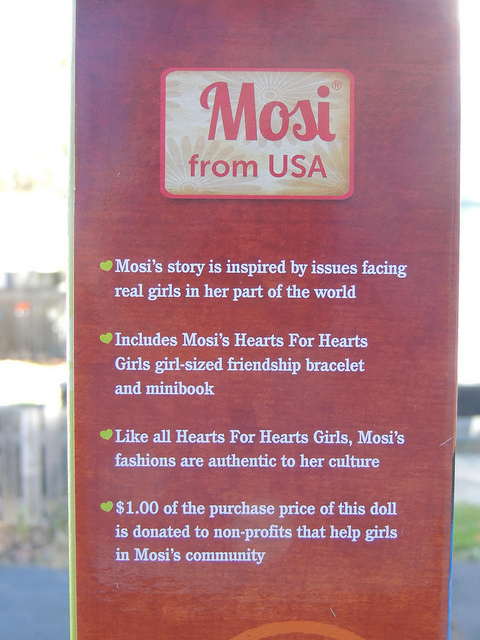 Mosi®
from USA
Mosi's story is inspired by issues facing
real girls in her part of the world
Includes Mosi's Hearts For Hearts
Girls girl-sized friendship bracelet
and minibook
Like all Hearts For Hearts Girls, Mosi's
fashions are authentic to her culture
$1.00 of the purchase price of this doll
is donated to non-profits that help girls
in Mosi's community